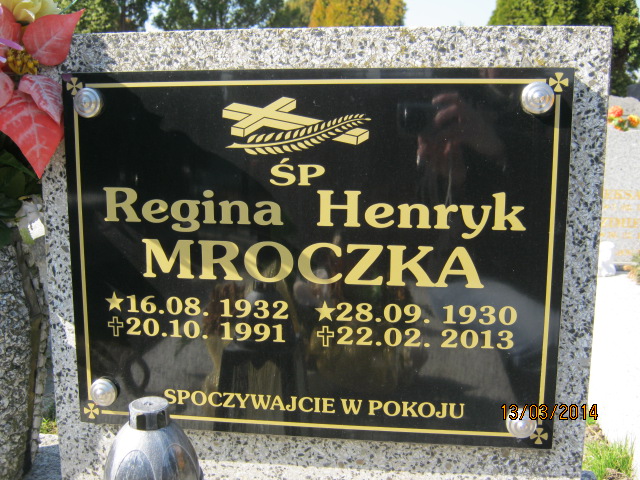 ŚP
Regina Henryk
MROCZKA
★16.08. 1932 ★28.09. 1930
✝20.10. 1991 ✝22.02. 2013
SPOCZYWAJCIE W POKOJU
13/03/2014